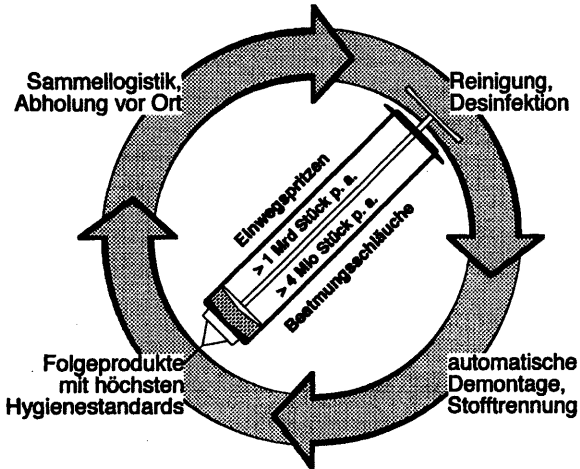 Sammellogistik,
Abholung vor Ort
Reinigung,
Desinfektion
Einwegspritzen
> 1 Mrd Stück p. a.
> 4 Mio Stück p. a.
Beatmungsschläuche
Folgeprodukte
mit höchsten
Hygienestandards
automatische
Demontage,
Stofftrennung